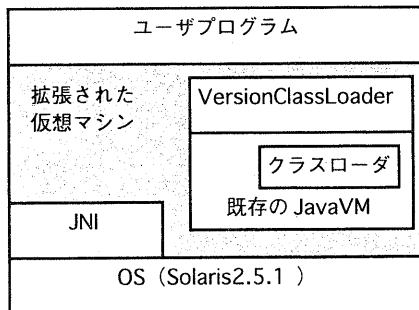 ユーザプログラム
拡張された
仮想マシン
VersionClassLoader
クラスローダ
既存の JavaVM
JNI
OS（Solaris2.5.1 ）